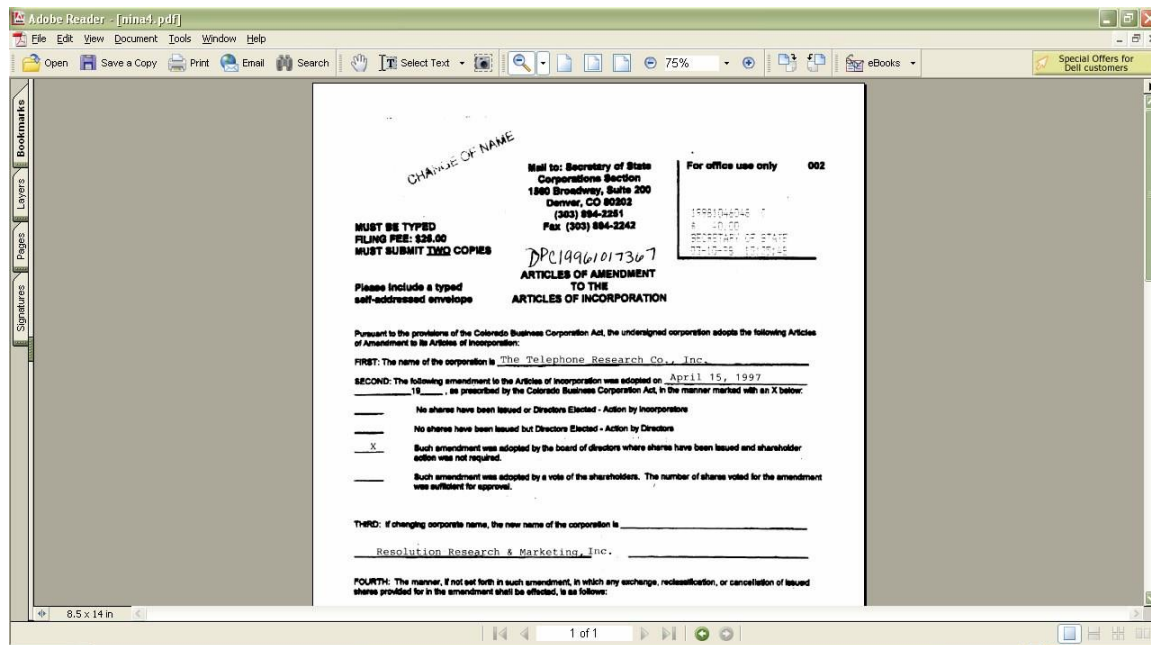 Adobe Reader - [nina4.pdf]
File Edit View Document Tools Window Help
Open Save a Copy Print Email Search Select Text 75% eBooks
Special Offers for
Dell customers
Bookmarks
Layers
Pages
Signatures
CHANGE OF NAME
Mail to: Secretary of State
Corporations Section
1560 Broadway, Suite 200
Denver, CO 80202
(303) 894-2251
Fax (303) 894-2242
For office use only 002
SECRETARY OF STATE
MUST BE TYPED
FILING FEE: $25.00
MUST SUBMIT TWO COPIES
DPC19961017367
Please include a typed
self-addressed envelope
ARTICLES OF AMENDMENT
TO THE
ARTICLES OF INCORPORATION
Pursuant to the provisions of the Colorado Business Corporation Act, the undersigned corporation adopts the following Articles
of Amendment to its Articles of Incorporation:
FIRST: The name of the corporation is The Telephone Research Co., Inc.
SECOND: The following amendment to the Articles of Incorporation was adopted on April 15, 1997
19 , as prescribed by the Colorado Business Corporation Act, in the manner marked with an X below:
No shares have been issued or Directors Elected - Action by Incorporators
No shares have been issued but Directors Elected - Action by Directors
X Such amendment was adopted by the board of directors where shares have been issued and shareholder
action was not required.
Such amendment was adopted by a vote of the shareholders. The number of shares voted for the amendment
was sufficient for approval.
THIRD: If changing corporate name, the new name of the corporation is
Resolution Research & Marketing, Inc.
FOURTH: The manner, if not set forth in such amendment, in which any exchange, reclassification, or cancellation of issued
shares provided for in the amendment shall be effected, is as follows:
8.5 x 14 in
1 of 1